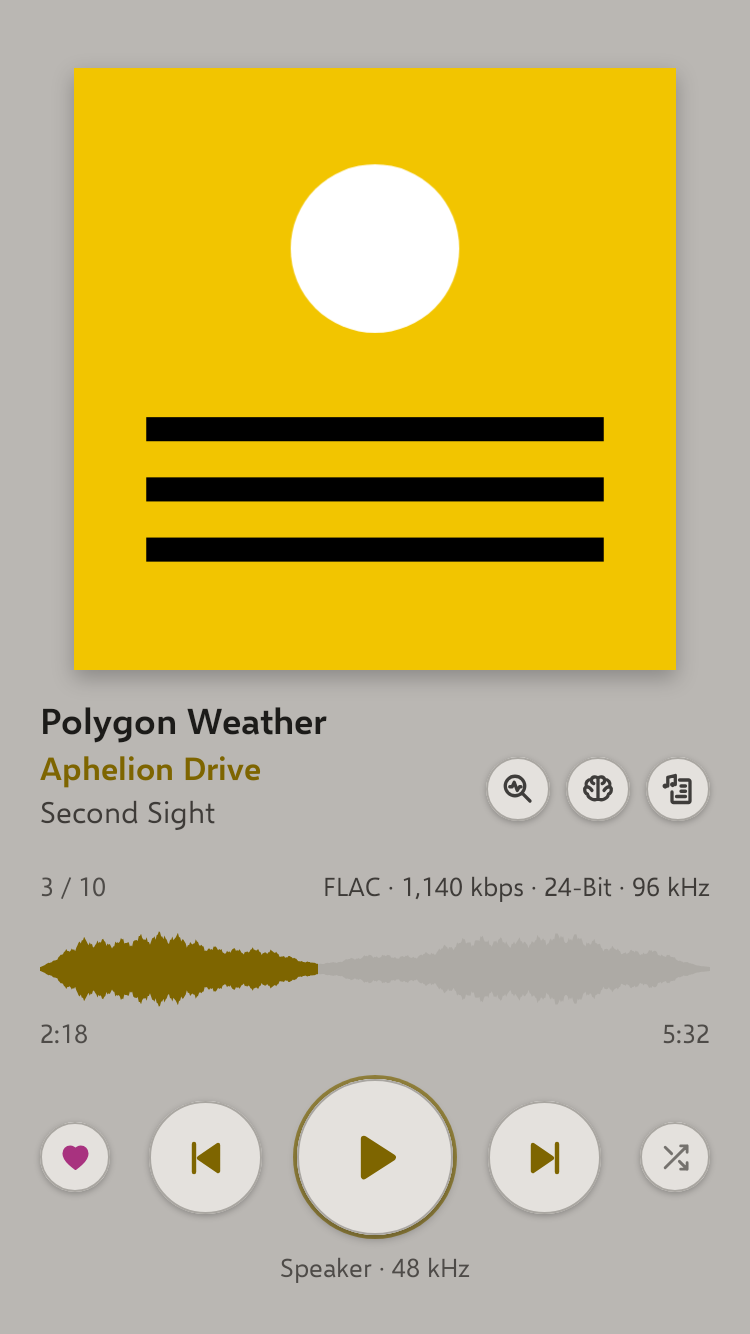 Polygon Weather
Aphelion Drive
Second Sight
3 / 10
FLAC · 1,140 kbps · 24-Bit · 96 kHz
2:18
5:32
Speaker · 48 kHz